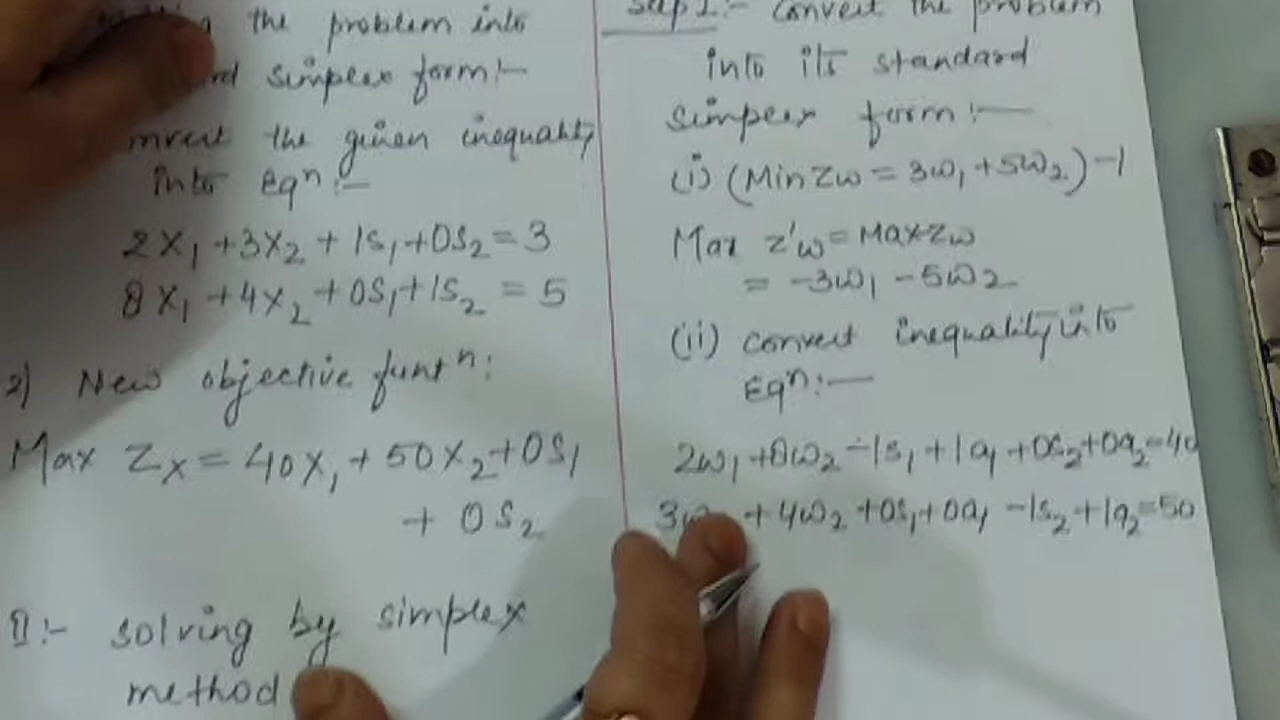 the problem into
simplex form:-
the given inequality
into Eqⁿ:-
2x₁ + 3x₂ + 1s₁ + 0s₂ = 3
8x₁ + 4x₂ + 0s₁ + 1s₂ = 5
2) New objective funtⁿ:
Max Zx = 40x₁ + 50x₂ + 0s₁
+ 0s₂
II:- solving by simplex
method
Step 1:- Convert the problem
into its standard
simplex form:-
(i) (Min Zw = 3w₁ + 5w₂) -1
Max z'w = Max-Zw
= -3w₁ - 5w₂
(ii) convert inequality into
Eqⁿ:-
2w₁ + 8w₂ - 1s₁ + 1a₁ + 0s₂ + 0a₂ = 40
+ 4w₂ + 0s₁ + 0a₁ - 1s₂ + 1a₂ = 50